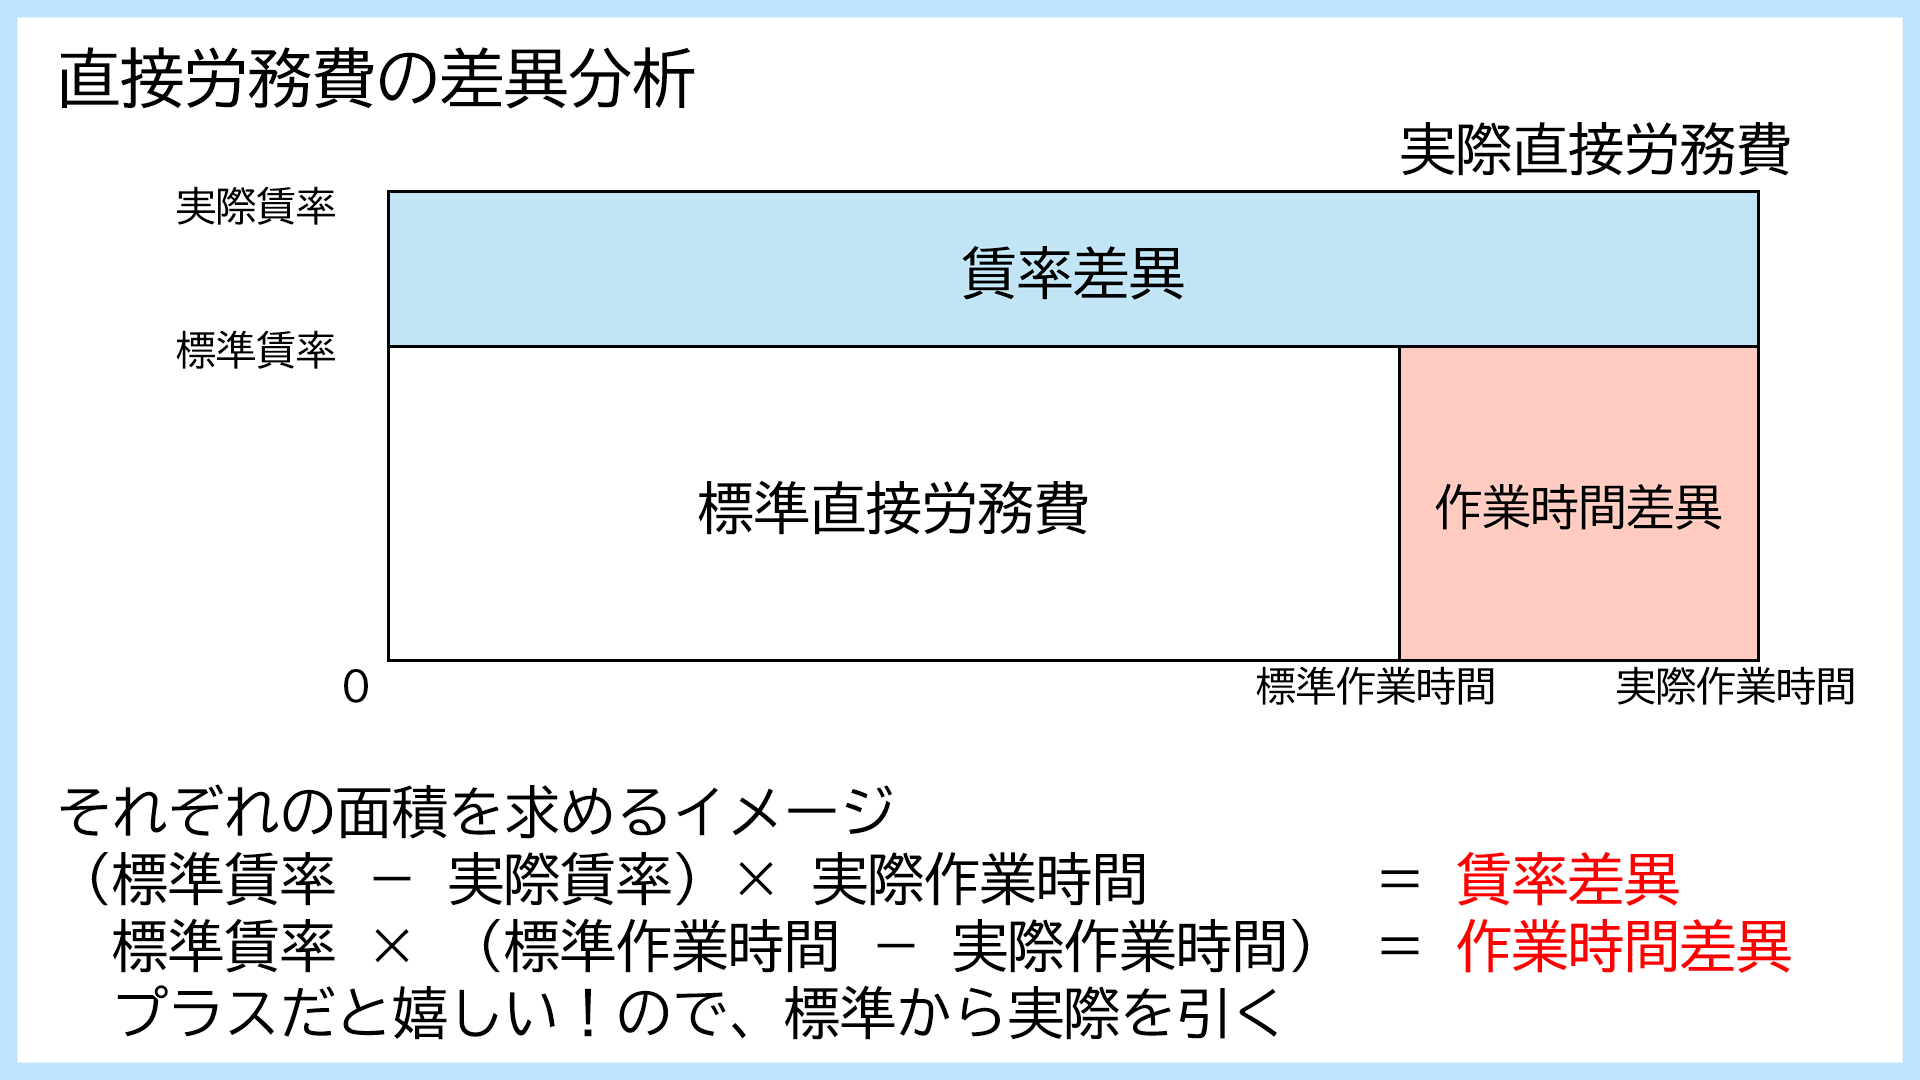 直接労務費の差異分析
実際直接労務費
実際賃率
賃率差異
標準賃率
標準直接労務費
作業時間差異
0
標準作業時間
実際作業時間
それぞれの面積を求めるイメージ
（標準賃率 － 実際賃率）× 実際作業時間 ＝ 賃率差異
標準賃率 × （標準作業時間 － 実際作業時間） ＝ 作業時間差異
プラスだと嬉しい！ので、標準から実際を引く